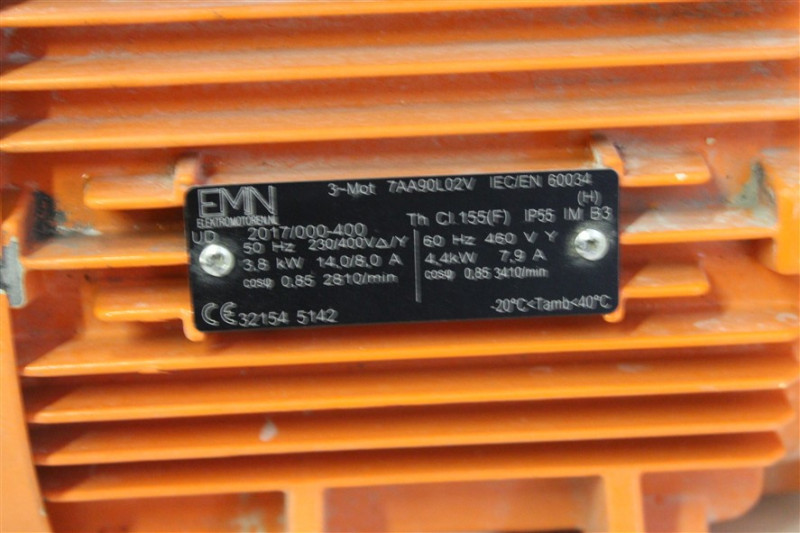 EMN
ELEKTROMOTOREN.NL
3~Mot 7AA90L02V IEC/EN 60034
(H)
Th Cl.155(F) IP55 IM B3
UD 2017/000-400
50 Hz 230/400V∆/Y
3,8 kW 14,0/8,0 A
cosφ 0,85 2810/min
60 Hz 460 V Y
4,4kW 7,9 A
cosφ 0,85 3410/min
CE 32154 5142
-20°C<Tamb<40°C